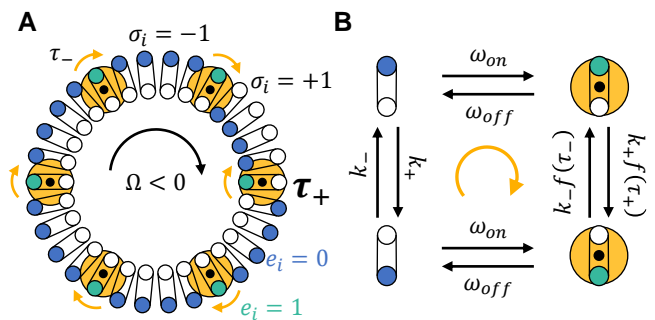 A
τ₋
σᵢ = −1
σᵢ = +1
Ω < 0
τ₊
eᵢ = 0
eᵢ = 1
B
ω_on
ω_off
k₋
k₊
k₋f(τ₋)
k₊f(τ₊)
ω_on
ω_off